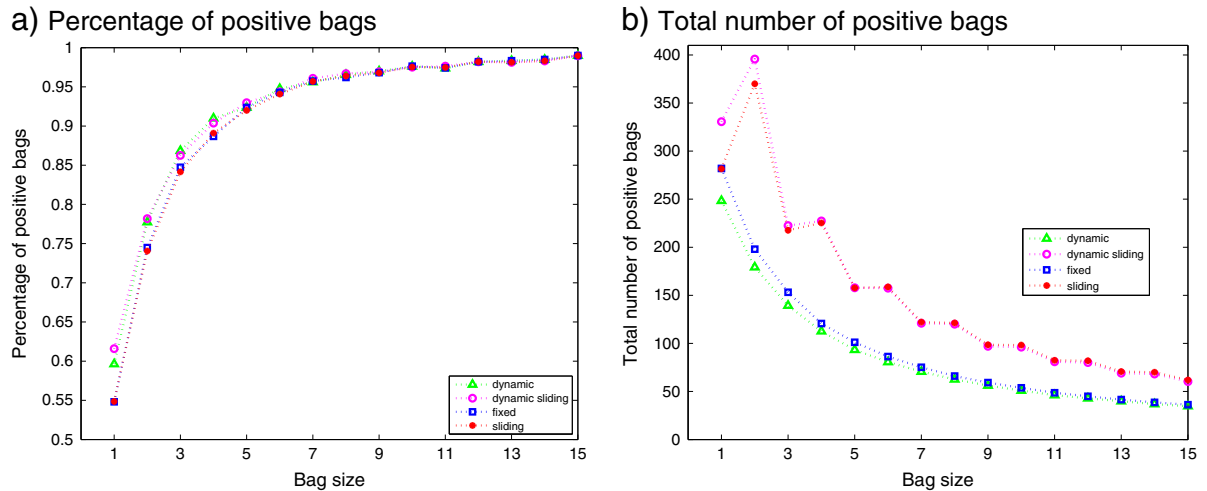 a) Percentage of positive bags
1
0.95
0.9
0.85
0.8
0.75
0.7
0.65
0.6
0.55
0.5
Percentage of positive bags
1 3 5 7 9 11 13 15
Bag size
dynamic
dynamic sliding
fixed
sliding
b) Total number of positive bags
400
350
300
250
200
150
100
50
0
Total number of positive bags
1 3 5 7 9 11 13 15
Bag size
dynamic
dynamic sliding
fixed
sliding